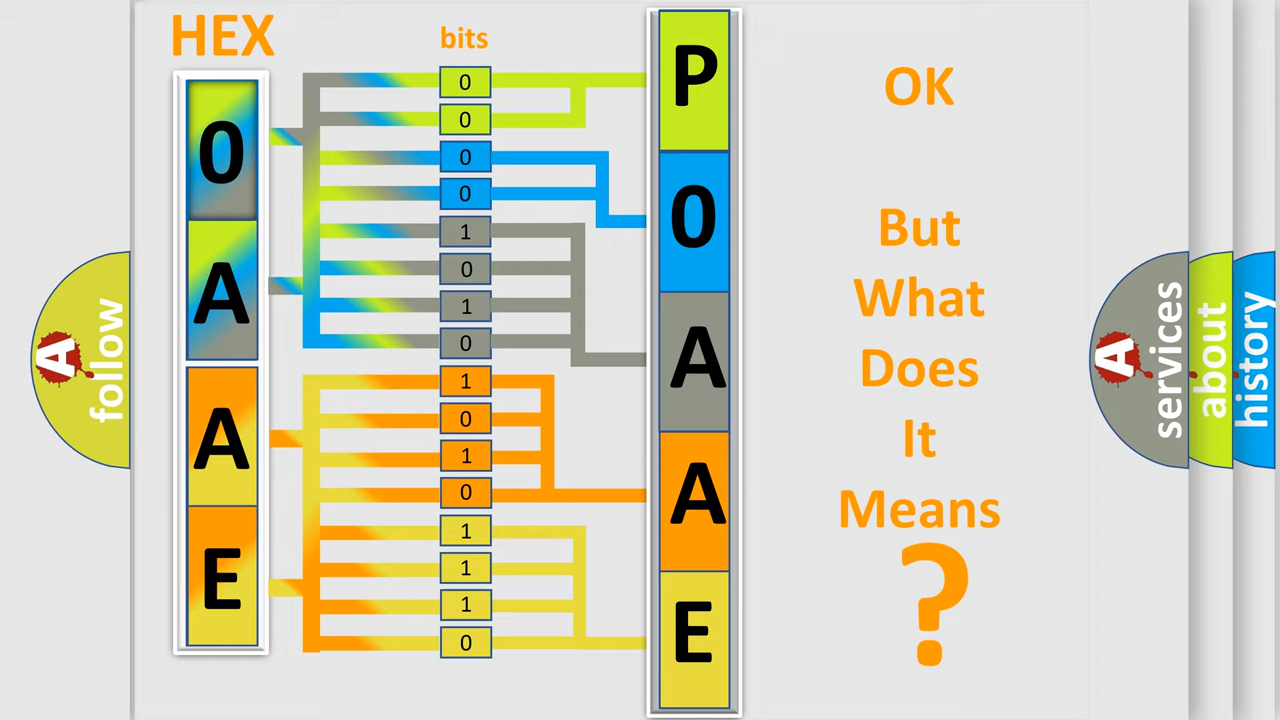 HEX
bits
0
A
A
E
0
0
0
0
1
0
1
0
1
0
1
0
1
1
1
0
P
0
A
A
E
OK
But
What
Does
It
Means
?
A
follow
A
services
about
history